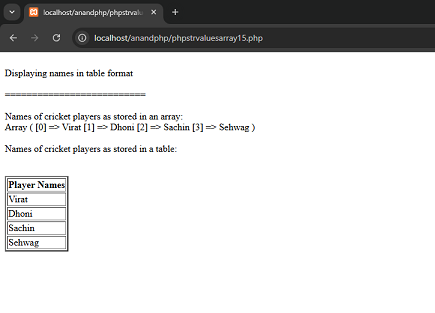 localhost/anandphp/phpstrvalu
localhost/anandphp/phpstrvaluesarray15.php
Displaying names in table format
==========================
Names of cricket players as stored in an array:
Array ( [0] => Virat [1] => Dhoni [2] => Sachin [3] => Sehwag )
Names of cricket players as stored in a table:
Player Names
Virat
Dhoni
Sachin
Sehwag